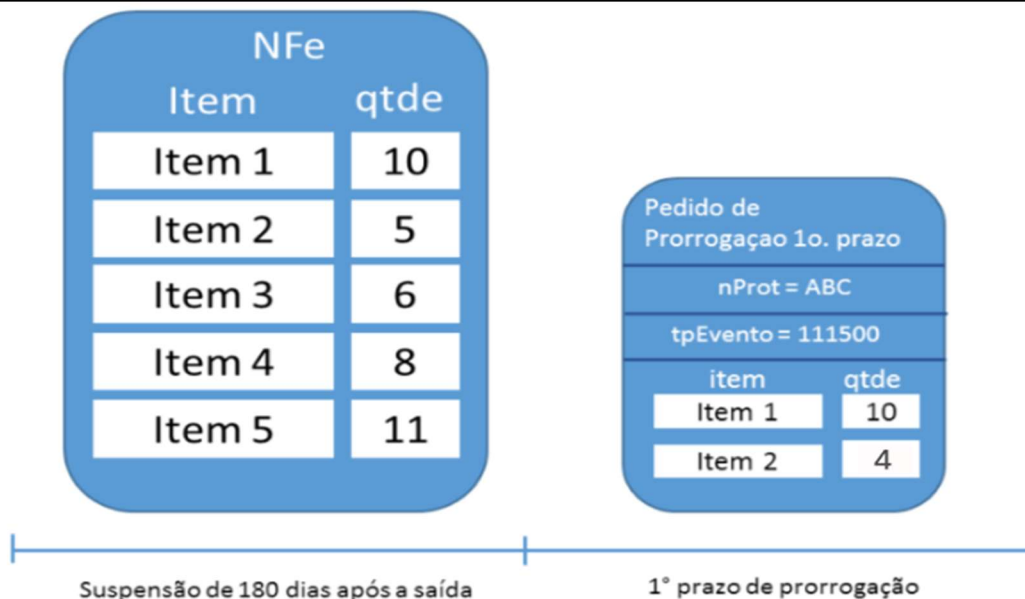 NFe
Item qtde
Item 1 10
Item 2 5
Item 3 6
Item 4 8
Item 5 11
Pedido de
Prorrogaçao 1o. prazo
nProt = ABC
tpEvento = 111500
item qtde
Item 1 10
Item 2 4
Suspensão de 180 dias após a saída
1° prazo de prorrogação